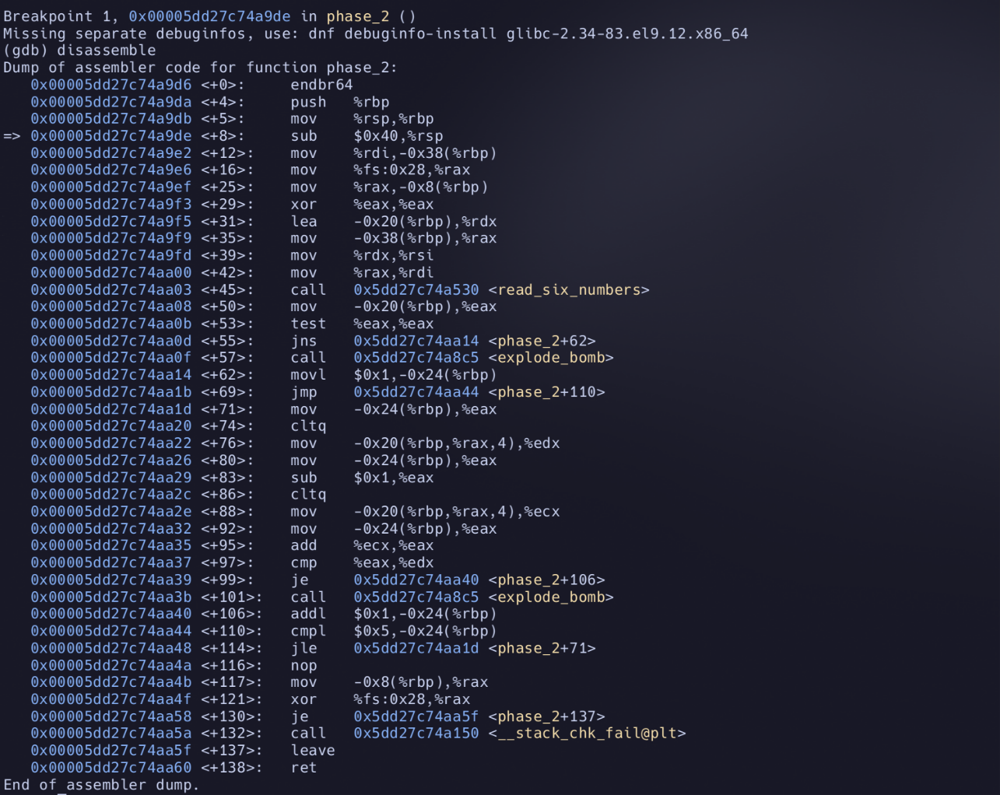 Breakpoint 1, 0x00005dd27c74a9de in phase_2 ()
Missing separate debuginfos, use: dnf debuginfo-install glibc-2.34-83.el9.12.x86_64
(gdb) disassemble
Dump of assembler code for function phase_2:
   0x00005dd27c74a9d6 <+0>:     endbr64
   0x00005dd27c74a9da <+4>:     push   %rbp
   0x00005dd27c74a9db <+5>:     mov    %rsp,%rbp
=> 0x00005dd27c74a9de <+8>:     sub    $0x40,%rsp
   0x00005dd27c74a9e2 <+12>:    mov    %rdi,-0x38(%rbp)
   0x00005dd27c74a9e6 <+16>:    mov    %fs:0x28,%rax
   0x00005dd27c74a9ef <+25>:    mov    %rax,-0x8(%rbp)
   0x00005dd27c74a9f3 <+29>:    xor    %eax,%eax
   0x00005dd27c74a9f5 <+31>:    lea    -0x20(%rbp),%rdx
   0x00005dd27c74a9f9 <+35>:    mov    -0x38(%rbp),%rax
   0x00005dd27c74a9fd <+39>:    mov    %rdx,%rsi
   0x00005dd27c74aa00 <+42>:    mov    %rax,%rdi
   0x00005dd27c74aa03 <+45>:    call   0x5dd27c74a530 <read_six_numbers>
   0x00005dd27c74aa08 <+50>:    mov    -0x20(%rbp),%eax
   0x00005dd27c74aa0b <+53>:    test   %eax,%eax
   0x00005dd27c74aa0d <+55>:    jns    0x5dd27c74aa14 <phase_2+62>
   0x00005dd27c74aa0f <+57>:    call   0x5dd27c74a8c5 <explode_bomb>
   0x00005dd27c74aa14 <+62>:    movl   $0x1,-0x24(%rbp)
   0x00005dd27c74aa1b <+69>:    jmp    0x5dd27c74aa44 <phase_2+110>
   0x00005dd27c74aa1d <+71>:    mov    -0x24(%rbp),%eax
   0x00005dd27c74aa20 <+74>:    cltq
   0x00005dd27c74aa22 <+76>:    mov    -0x20(%rbp,%rax,4),%edx
   0x00005dd27c74aa26 <+80>:    mov    -0x24(%rbp),%eax
   0x00005dd27c74aa29 <+83>:    sub    $0x1,%eax
   0x00005dd27c74aa2c <+86>:    cltq
   0x00005dd27c74aa2e <+88>:    mov    -0x20(%rbp,%rax,4),%ecx
   0x00005dd27c74aa32 <+92>:    mov    -0x24(%rbp),%eax
   0x00005dd27c74aa35 <+95>:    add    %ecx,%eax
   0x00005dd27c74aa37 <+97>:    cmp    %eax,%edx
   0x00005dd27c74aa39 <+99>:    je     0x5dd27c74aa40 <phase_2+106>
   0x00005dd27c74aa3b <+101>:   call   0x5dd27c74a8c5 <explode_bomb>
   0x00005dd27c74aa40 <+106>:   addl   $0x1,-0x24(%rbp)
   0x00005dd27c74aa44 <+110>:   cmpl   $0x5,-0x24(%rbp)
   0x00005dd27c74aa48 <+114>:   jle    0x5dd27c74aa1d <phase_2+71>
   0x00005dd27c74aa4a <+116>:   nop
   0x00005dd27c74aa4b <+117>:   mov    -0x8(%rbp),%rax
   0x00005dd27c74aa4f <+121>:   xor    %fs:0x28,%rax
   0x00005dd27c74aa58 <+130>:   je     0x5dd27c74aa5f <phase_2+137>
   0x00005dd27c74aa5a <+132>:   call   0x5dd27c74a150 <__stack_chk_fail@plt>
   0x00005dd27c74aa5f <+137>:   leave
   0x00005dd27c74aa60 <+138>:   ret
End of assembler dump.